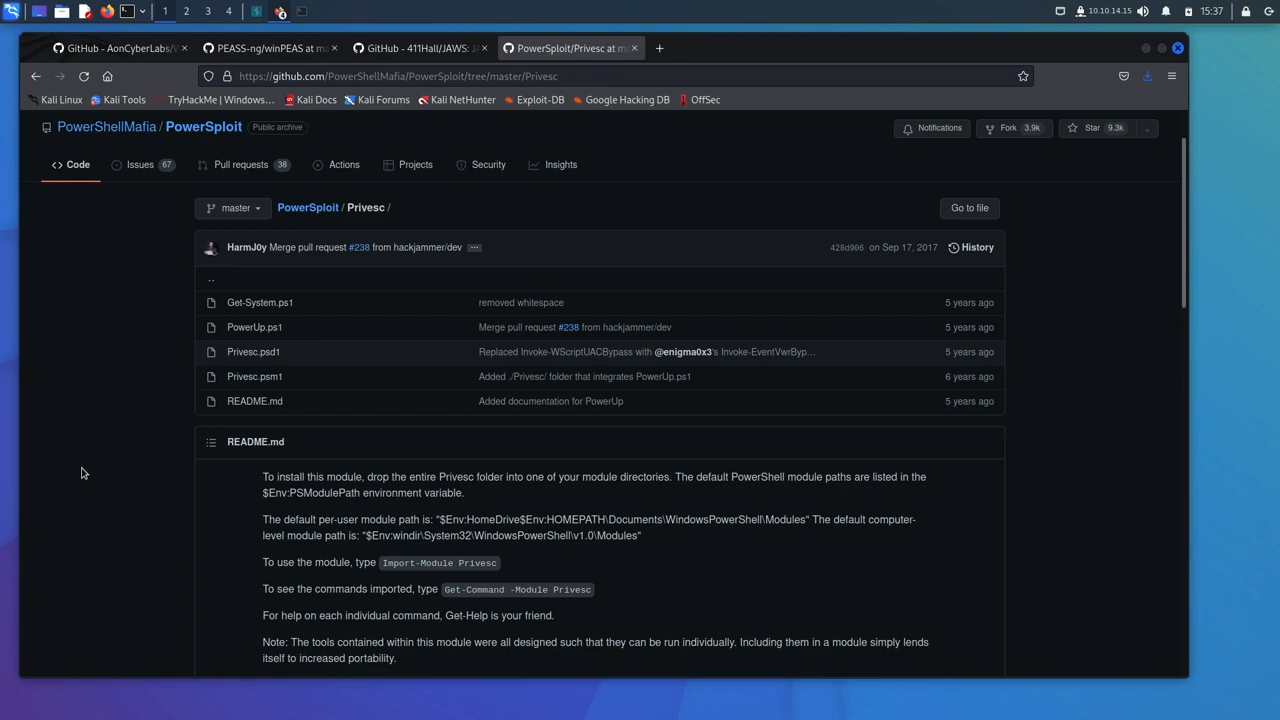 1 2 3 4 4 10.10.14.15 15:37
GitHub - AonCyberLabs/W × PEASS-ng/winPEAS at ma × GitHub - 411Hall/JAWS: J × PowerSploit/Privesc at ma × +
https://github.com/PowerShellMafia/PowerSploit/tree/master/Privesc
Kali Linux Kali Tools TryHackMe | Windows… Kali Docs Kali Forums Kali NetHunter Exploit-DB Google Hacking DB OffSec
PowerShellMafia / PowerSploit Public archive Notifications Fork 3.9k Star 9.3k
Code Issues 67 Pull requests 38 Actions Projects Security Insights
master PowerSploit / Privesc / Go to file
HarmJ0y Merge pull request #238 from hackjammer/dev ... 428d906 on Sep 17, 2017 History
..
Get-System.ps1 removed whitespace 5 years ago
PowerUp.ps1 Merge pull request #238 from hackjammer/dev 5 years ago
Privesc.psd1 Replaced Invoke-WScriptUACBypass with @enigma0x3's Invoke-EventVwrByp… 5 years ago
Privesc.psm1 Added ./Privesc/ folder that integrates PowerUp.ps1 6 years ago
README.md Added documentation for PowerUp 5 years ago
README.md
To install this module, drop the entire Privesc folder into one of your module directories. The default PowerShell module paths are listed in the
$Env:PSModulePath environment variable.
The default per-user module path is: "$Env:HomeDrive$Env:HOMEPATH\Documents\WindowsPowerShell\Modules" The default computer-
level module path is: "$Env:windir\System32\WindowsPowerShell\v1.0\Modules"
To use the module, type Import-Module Privesc
To see the commands imported, type Get-Command -Module Privesc
For help on each individual command, Get-Help is your friend.
Note: The tools contained within this module were all designed such that they can be run individually. Including them in a module simply lends
itself to increased portability.